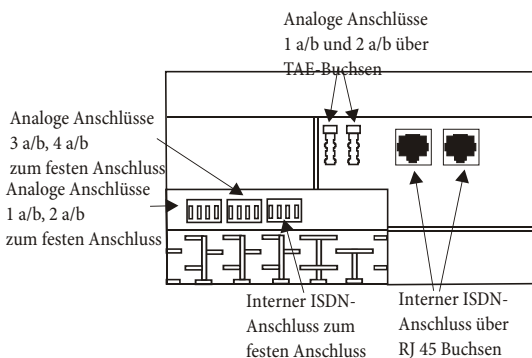 Analoge Anschlüsse
1 a/b und 2 a/b über
TAE-Buchsen
Analoge Anschlüsse
3 a/b, 4 a/b
zum festen Anschluss
Analoge Anschlüsse
1 a/b, 2 a/b
zum festen Anschluss
Interner ISDN-
Anschluss zum
festen Anschluss
Interner ISDN-
Anschluss über
RJ 45 Buchsen